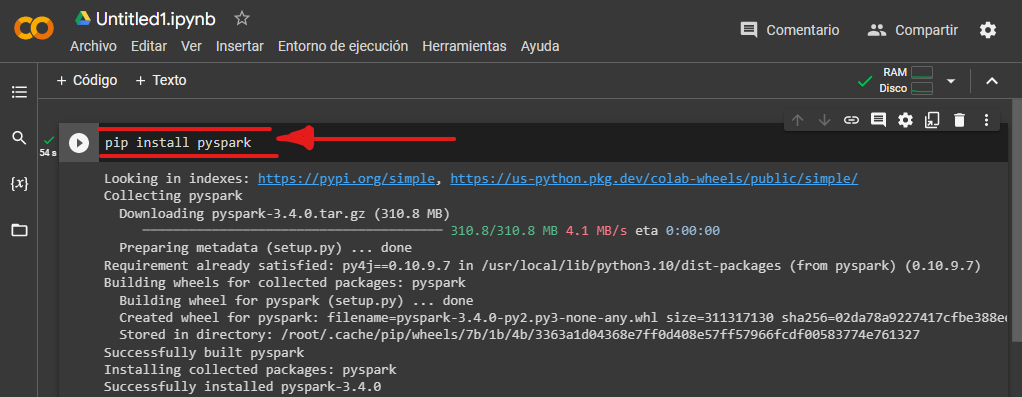 Untitled1.ipynb
Comentario
Compartir
Archivo Editar Ver Insertar Entorno de ejecución Herramientas Ayuda
+ Código + Texto
RAM
Disco
54 s
pip install pyspark
{x}
Looking in indexes: https://pypi.org/simple, https://us-python.pkg.dev/colab-wheels/public/simple/
Collecting pyspark
Downloading pyspark-3.4.0.tar.gz (310.8 MB)
310.8/310.8 MB 4.1 MB/s eta 0:00:00
Preparing metadata (setup.py) ... done
Requirement already satisfied: py4j==0.10.9.7 in /usr/local/lib/python3.10/dist-packages (from pyspark) (0.10.9.7)
Building wheels for collected packages: pyspark
Building wheel for pyspark (setup.py) ... done
Created wheel for pyspark: filename=pyspark-3.4.0-py2.py3-none-any.whl size=311317130 sha256=02da78a9227417cfbe388e
Stored in directory: /root/.cache/pip/wheels/7b/1b/4b/3363a1d04368e7ff0d408e57ff57966fcdf00583774e761327
Successfully built pyspark
Installing collected packages: pyspark
Successfully installed pyspark-3.4.0